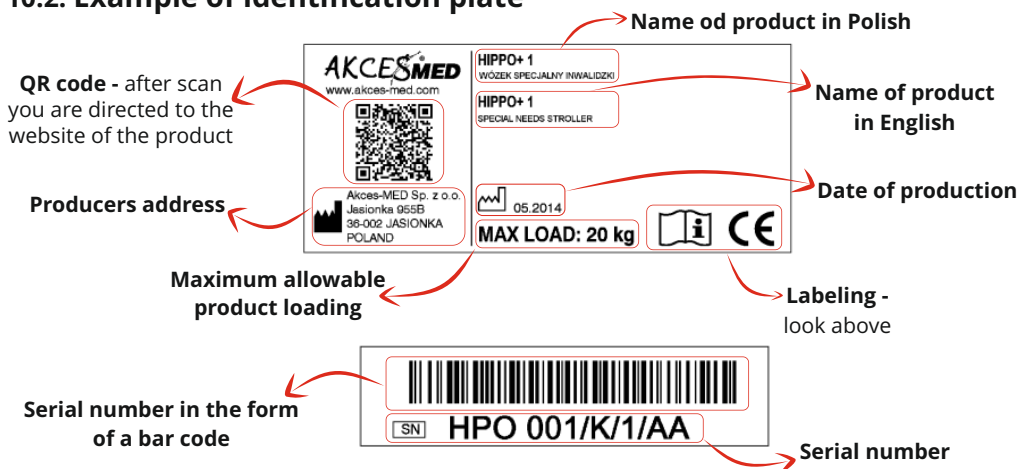 10.2. Example of identification plate
Name od product in Polish
QR code - after scan
you are directed to the
website of the product
AKCESMED
www.akces-med.com
HIPPO+ 1
WÓZEK SPECJALNY INWALIDZKI
HIPPO+ 1
SPECIAL NEEDS STROLLER
Name of product
in English
Producers address
Akces-MED Sp. z o.o.
Jasionka 955B
36-002 JASIONKA
POLAND
05.2014
Date of production
MAX LOAD: 20 kg
CE
Maximum allowable
product loading
Labeling -
look above
Serial number in the form
of a bar code
SN HPO 001/K/1/AA
Serial number